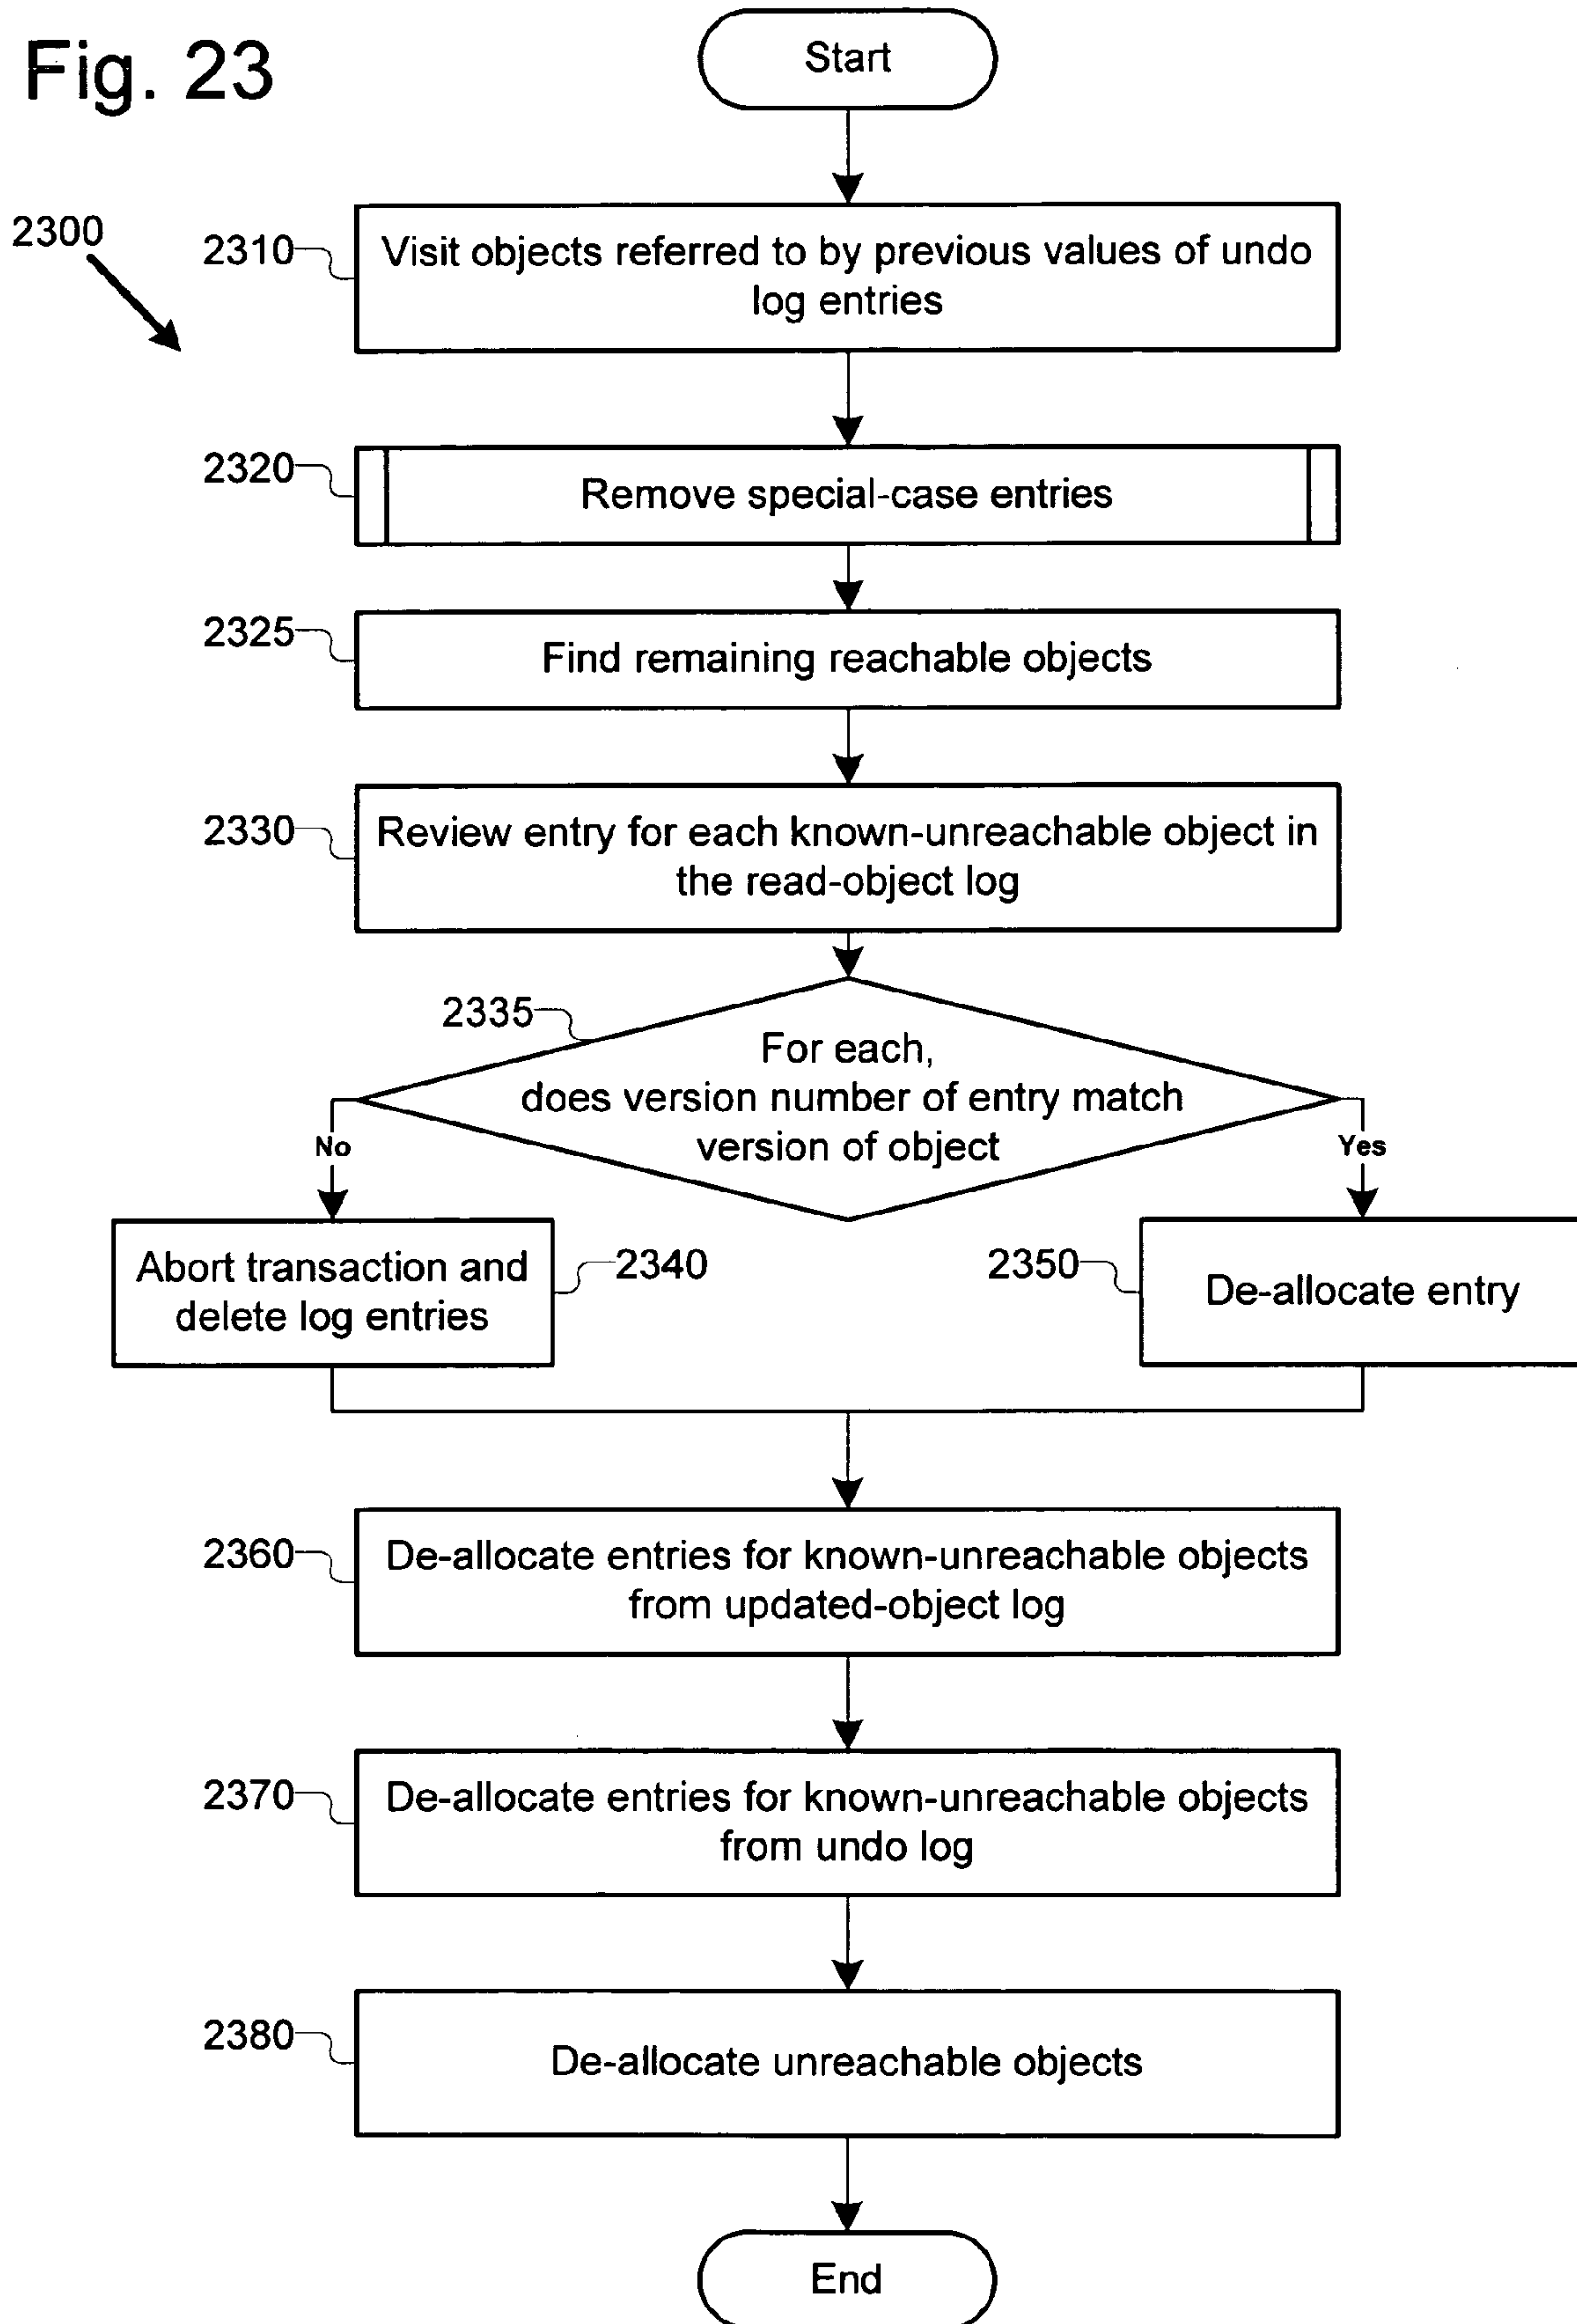 Fig. 23
Start
2300
2310
Visit objects referred to by previous values of undo
log entries
2320
Remove special-case entries
2325
Find remaining reachable objects
2330
Review entry for each known-unreachable object in
the read-object log
2335
For each,
does version number of entry match
version of object
No
Yes
Abort transaction and
delete log entries
2340
2350
De-allocate entry
2360
De-allocate entries for known-unreachable objects
from updated-object log
2370
De-allocate entries for known-unreachable objects
from undo log
2380
De-allocate unreachable objects
End